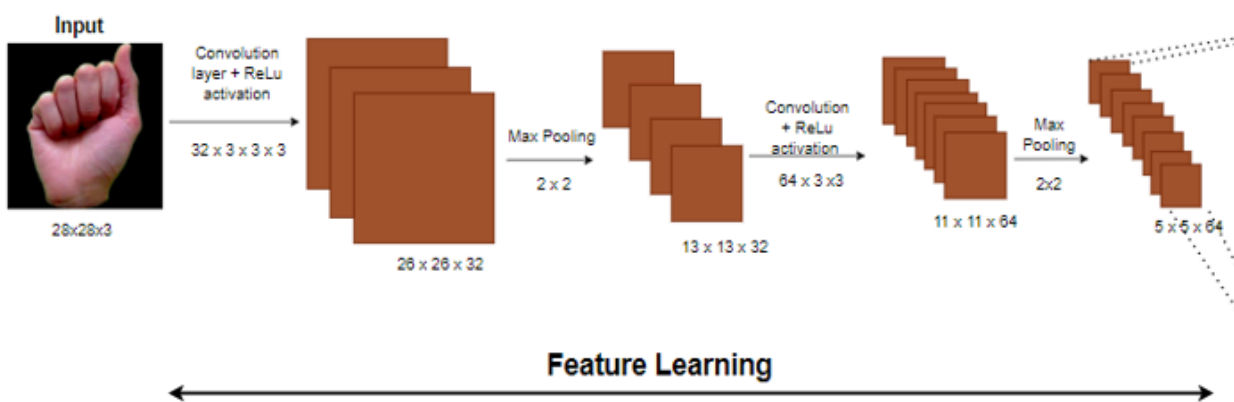 Input
28x28x3
Convolution
layer + ReLu
activation
32 x 3 x 3 x 3
26 x 26 x 32
Max Pooling
2 x 2
13 x 13 x 32
Convolution
+ ReLu
activation
64 x 3 x3
11 x 11 x 64
Max
Pooling
2x2
5 x 5 x 64
Feature Learning